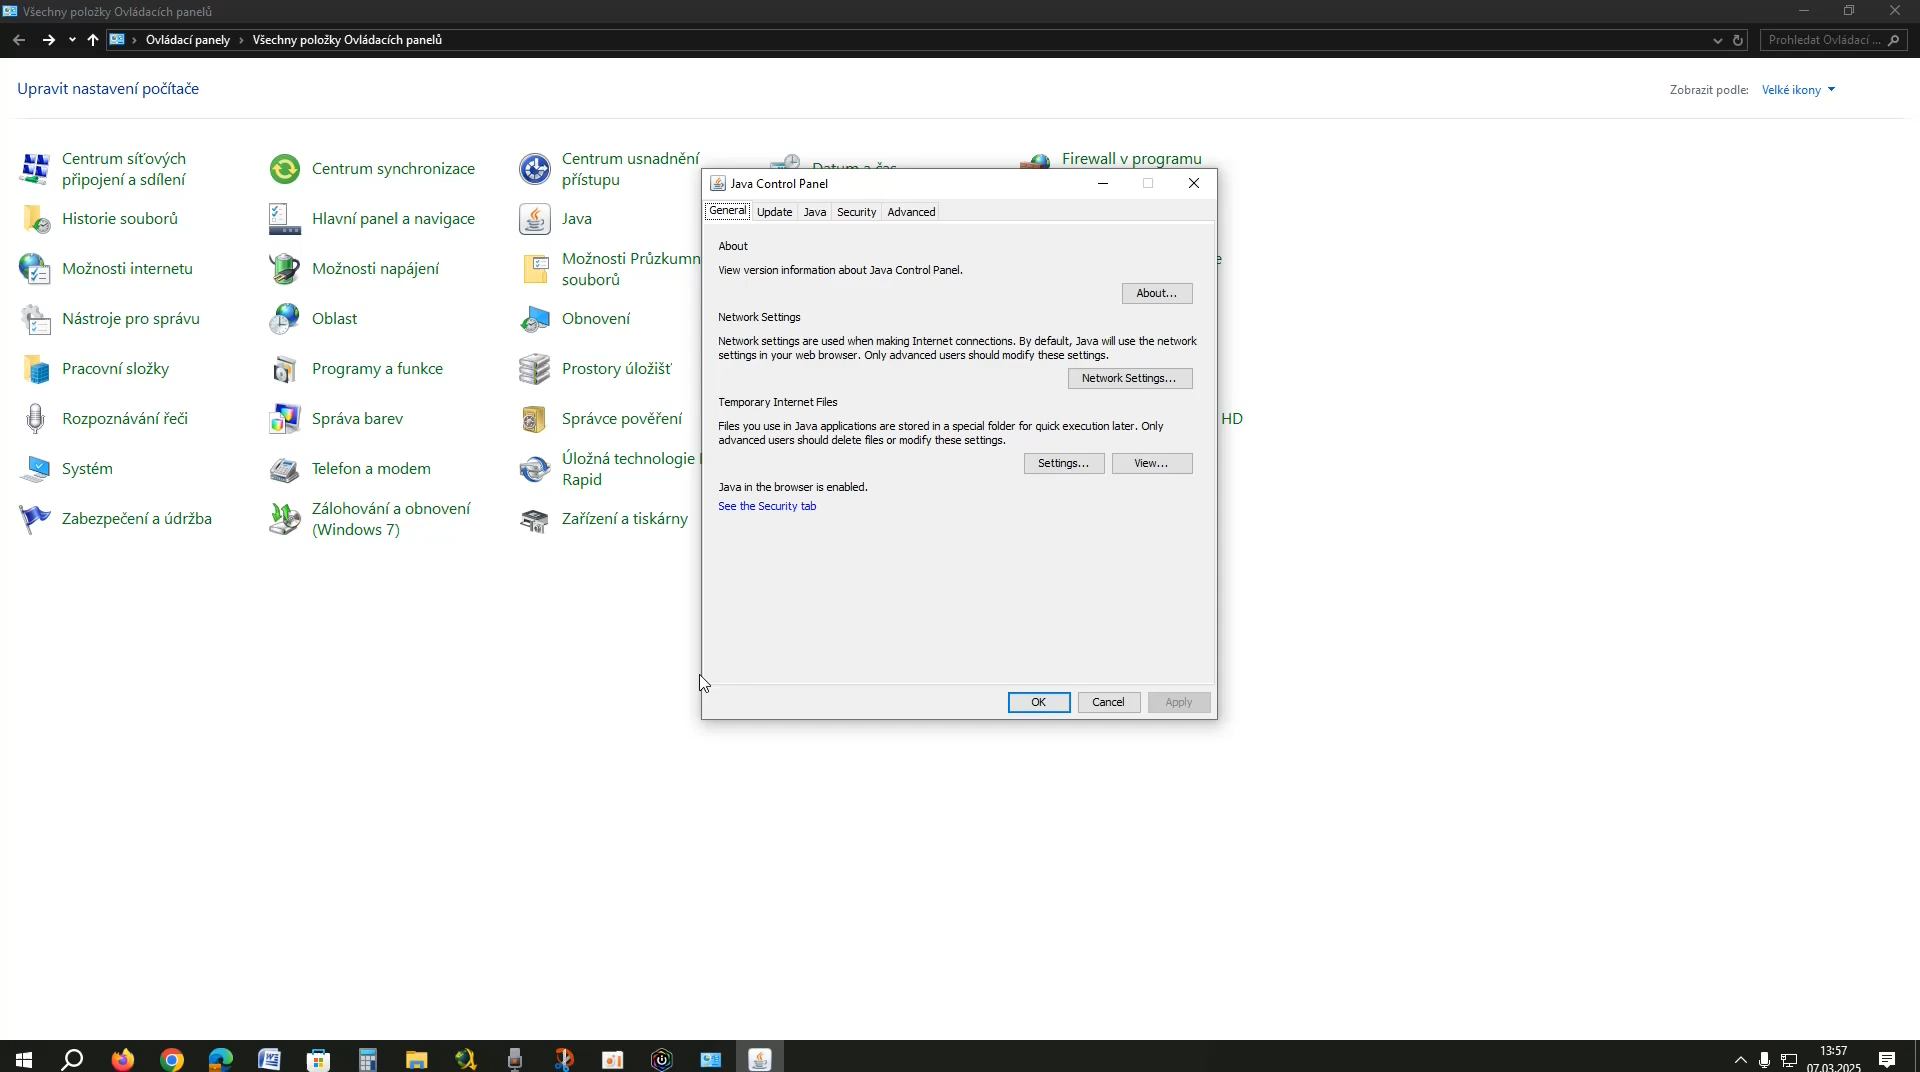 Všechny položky Ovládacích panelů
Ovládací panely › Všechny položky Ovládacích panelů
Prohledat Ovládací ...
Upravit nastavení počítače
Zobrazit podle: Velké ikony
Centrum síťových
připojení a sdílení
Centrum synchronizace
Centrum usnadnění
přístupu
Datum a čas
Firewall v programu
Historie souborů
Hlavní panel a navigace
Java
Možnosti internetu
Možnosti napájení
Možnosti Průzkumn
souborů
e
Nástroje pro správu
Oblast
Obnovení
Pracovní složky
Programy a funkce
Prostory úložišť
Rozpoznávání řeči
Správa barev
Správce pověření
HD
Systém
Telefon a modem
Úložná technologie
Rapid
Zabezpečení a údržba
Zálohování a obnovení
(Windows 7)
Zařízení a tiskárny
Java Control Panel
General Update Java Security Advanced
About
View version information about Java Control Panel.
About...
Network Settings
Network settings are used when making Internet connections. By default, Java will use the network
settings in your web browser. Only advanced users should modify these settings.
Network Settings...
Temporary Internet Files
Files you use in Java applications are stored in a special folder for quick execution later. Only
advanced users should delete files or modify these settings.
Settings... View...
Java in the browser is enabled.
See the Security tab
OK Cancel Apply
13:57
07.03.2025